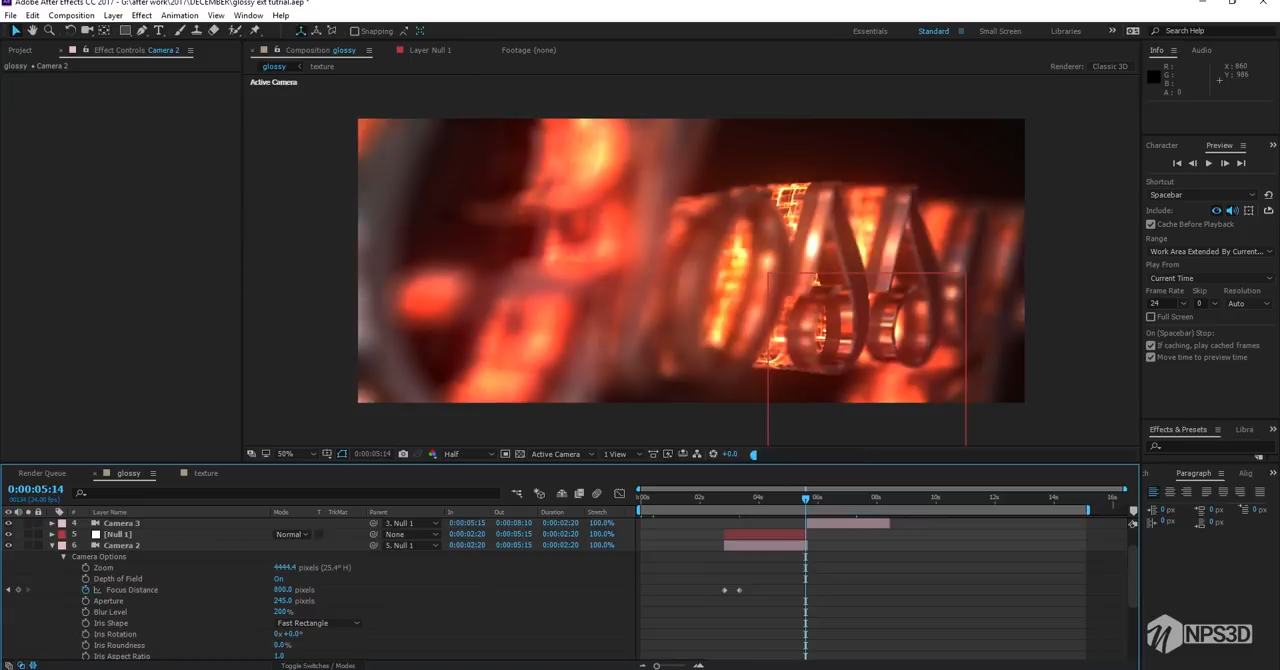 Adobe After Effects CC 2017 - G:\after work\2017\DECEMBER\glossy ext tutrial.aep *
File Edit Composition Layer Effect Animation View Window Help
Snapping
Essentials Standard Small Screen Libraries Search Help
Project Effect Controls Camera 2
Composition glossy Layer Null 1 Footage (none)
Info Audio
glossy • Camera 2
glossy texture
Renderer: Classic 3D
Active Camera
R: X: 860
G: Y: 986
B:
A: 0
Character Preview
Shortcut
Spacebar
Include:
Cache Before Playback
Range
Work Area Extended By Current...
Play From
Current Time
Frame Rate Skip Resolution
24 0 Auto
Full Screen
On (Spacebar) Stop:
If caching, play cached frames
Move time to preview time
Effects & Presets Libra
50% 0:00:05:14 Half Active Camera 1 View +0.0
Render Queue glossy texture
Paragraph Alig
0:00:05:14
00134 (24.00 fps)
0 px 0 px 0 px
0 px 0 px
:00s 02s 04s 06s 08s 10s 12s 14s 16s
# Layer Name T TrkMat Parent In Out Duration Stretch
4 Camera 3 3. Null 1 0:00:05:15 0:00:08:10 0:00:02:20 100.0%
5 [Null 1] Normal None 0:00:02:20 0:00:05:15 0:00:02:20 100.0%
6 Camera 2 5. Null 1 0:00:02:20 0:00:05:15 0:00:02:20 100.0%
Camera Options
Zoom 4444.4 pixels (25.4° H)
Depth of Field On
Focus Distance 800.0 pixels
Aperture 245.0 pixels
Blur Level 200%
Iris Shape Fast Rectangle
Iris Rotation 0x+0.0°
Iris Roundness 0.0%
Iris Aspect Ratio 1.0
Toggle Switches / Modes
NPS3D